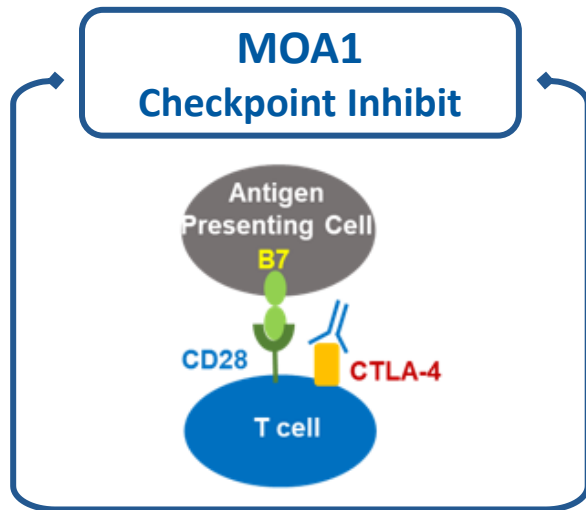 MOA1
Checkpoint Inhibit
Antigen
Presenting Cell
B7
CD28
CTLA-4
T cell